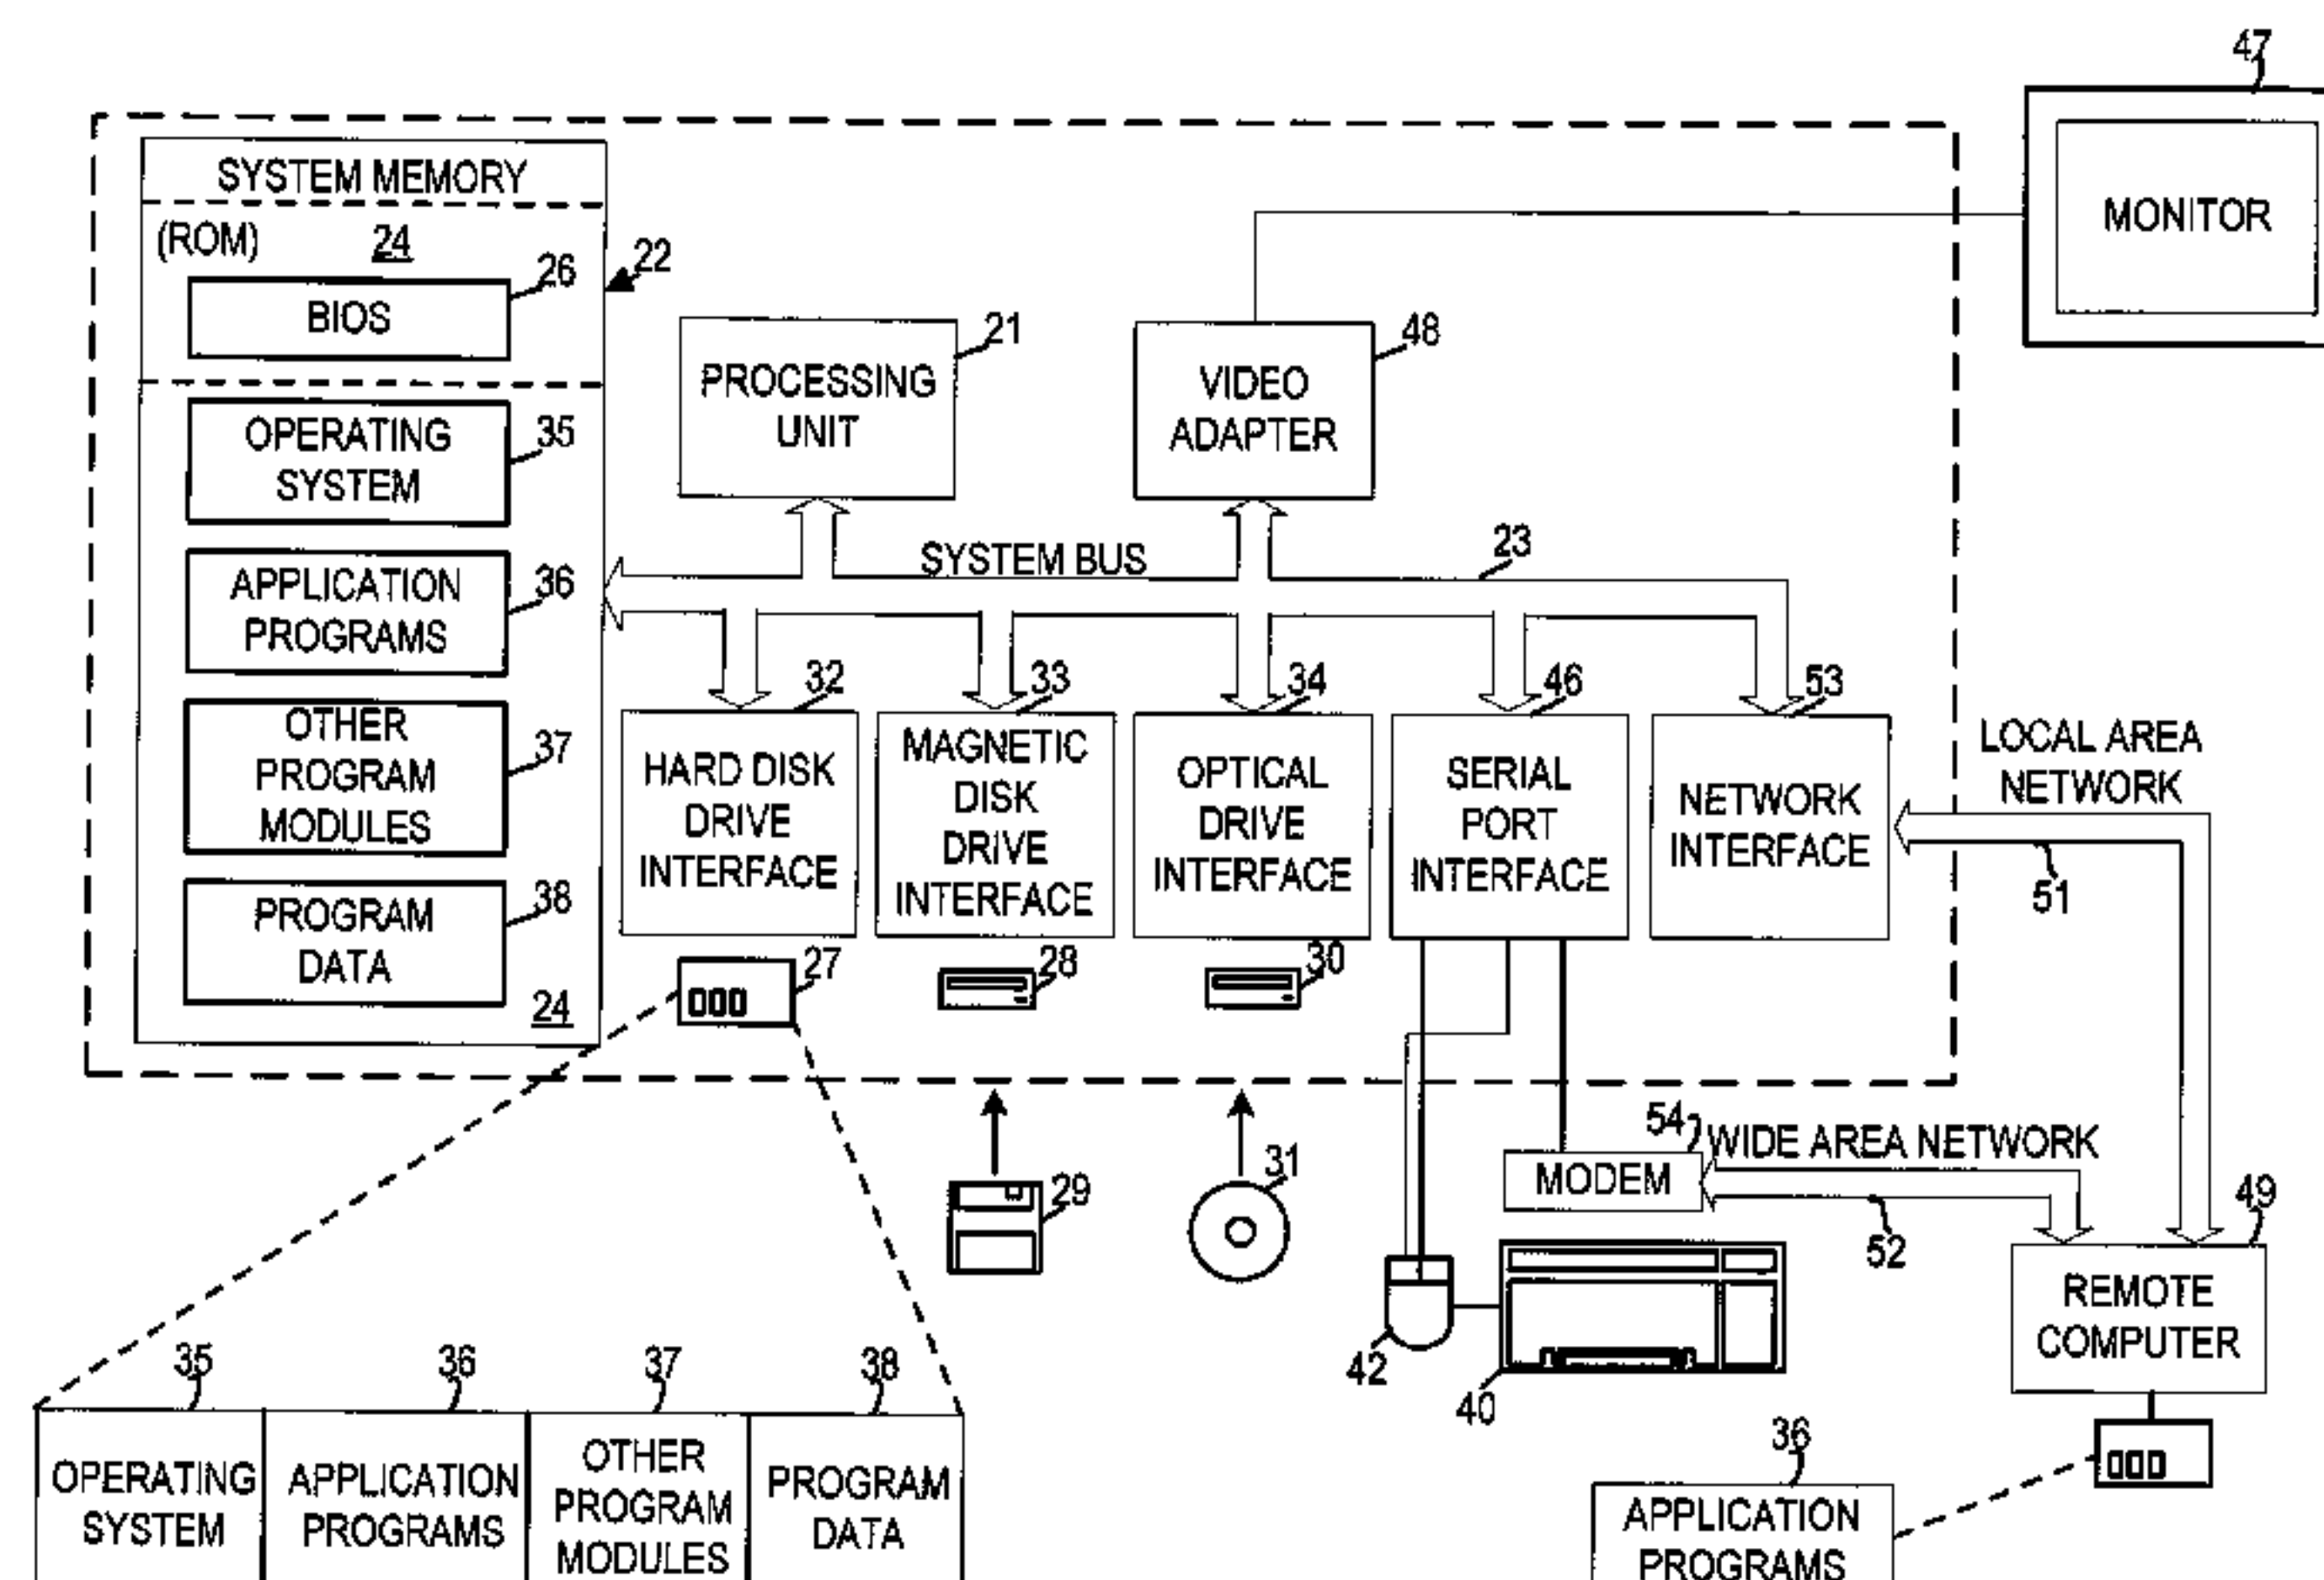 47
SYSTEM MEMORY
(ROM)
24
26
22
BIOS
MONITOR
21
48
PROCESSING
UNIT
VIDEO
ADAPTER
OPERATING
SYSTEM
35
SYSTEM BUS
23
APPLICATION
PROGRAMS
36
OTHER
PROGRAM
MODULES
37
PROGRAM
DATA
38
24
32
33
34
46
53
HARD DISK
DRIVE
INTERFACE
MAGNETIC
DISK
DRIVE
INTERFACE
OPTICAL
DRIVE
INTERFACE
SERIAL
PORT
INTERFACE
NETWORK
INTERFACE
LOCAL AREA
NETWORK
51
27
28
30
29
31
54
WIDE AREA NETWORK
MODEM
52
49
REMOTE
COMPUTER
42
40
35
36
37
38
OPERATING
SYSTEM
APPLICATION
PROGRAMS
OTHER
PROGRAM
MODULES
PROGRAM
DATA
36
APPLICATION
PROGRAMS